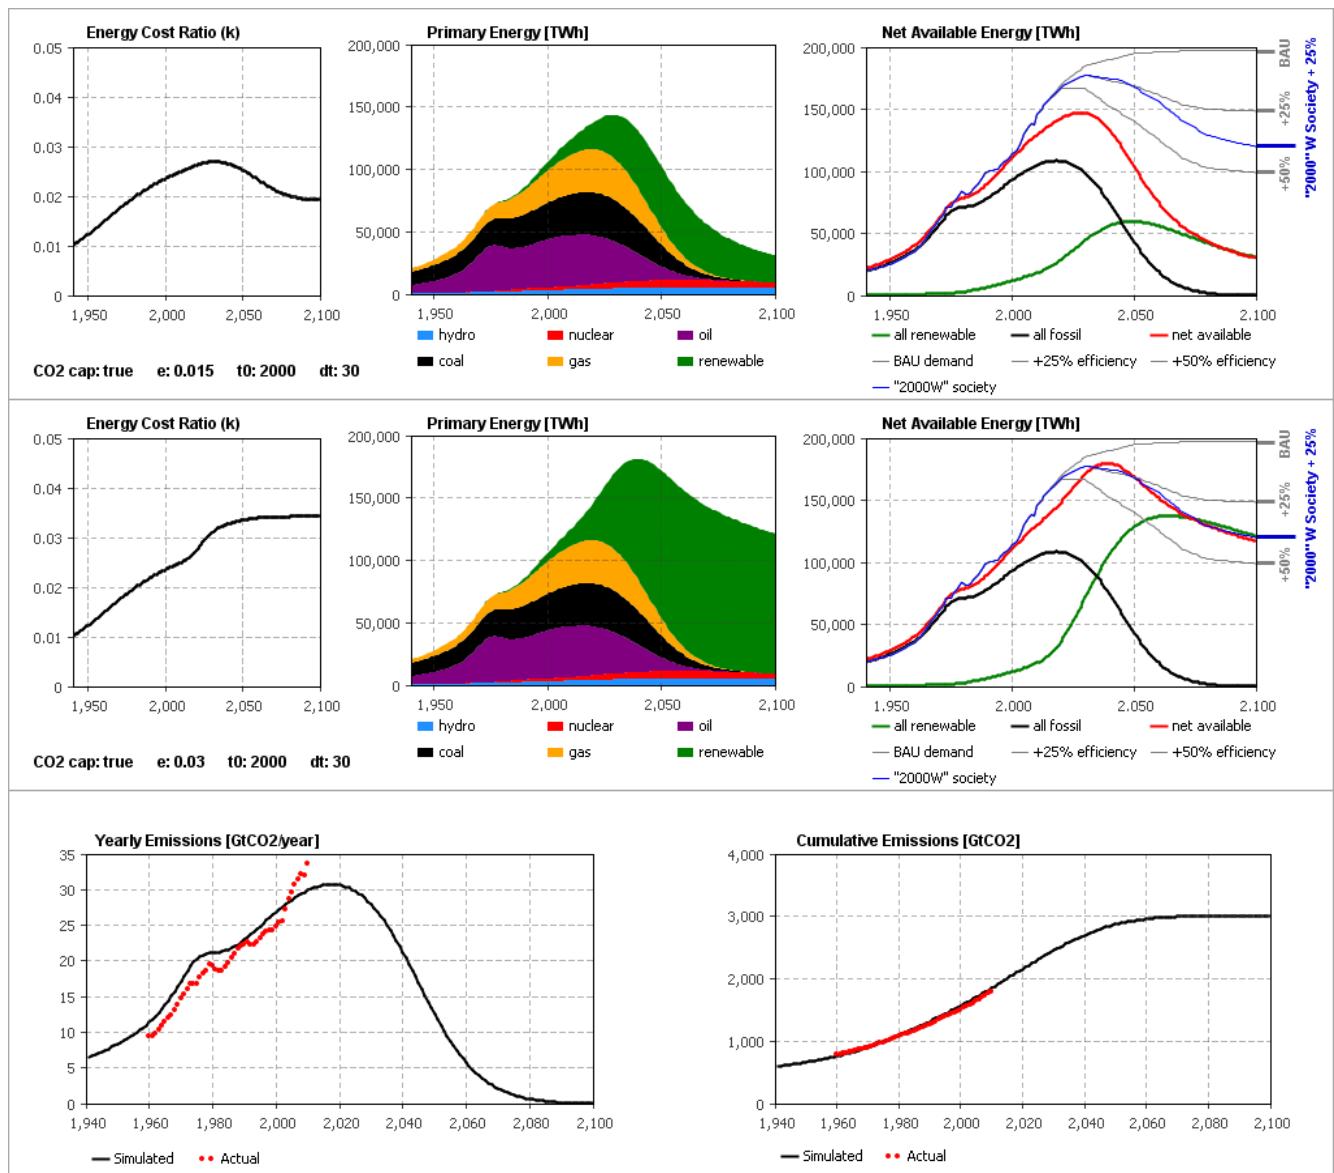 Energy Cost Ratio (k)
0.05
0.04
0.03
0.02
0.01
0
1,950 2,000 2,050 2,100
CO2 cap: true e: 0.015 t0: 2000 dt: 30
Primary Energy [TWh]
200,000
150,000
100,000
50,000
0
1,950 2,000 2,050 2,100
hydro nuclear oil
coal gas renewable
Net Available Energy [TWh]
200,000
150,000
100,000
50,000
0
1.950 2.000 2.050 2.100
BAU
+25%
+50%
"2000"W Society + 25%
all renewable all fossil net available
BAU demand +25% efficiency +50% efficiency
"2000W" society
Energy Cost Ratio (k)
0.05
0.04
0.03
0.02
0.01
0
1,950 2,000 2,050 2,100
CO2 cap: true e: 0.03 t0: 2000 dt: 30
Primary Energy [TWh]
200,000
150,000
100,000
50,000
0
1,950 2,000 2,050 2,100
hydro nuclear oil
coal gas renewable
Net Available Energy [TWh]
200,000
150,000
100,000
50,000
0
1.950 2.000 2.050 2.100
BAU
+25%
+50%
"2000"W Society + 25%
all renewable all fossil net available
BAU demand +25% efficiency +50% efficiency
"2000W" society
Yearly Emissions [GtCO2/year]
35
30
25
20
15
10
5
0
1,940 1,960 1,980 2,000 2,020 2,040 2,060 2,080 2,100
Simulated Actual
Cumulative Emissions [GtCO2]
4,000
3,000
2,000
1,000
0
1,940 1,960 1,980 2,000 2,020 2,040 2,060 2,080 2,100
Simulated Actual